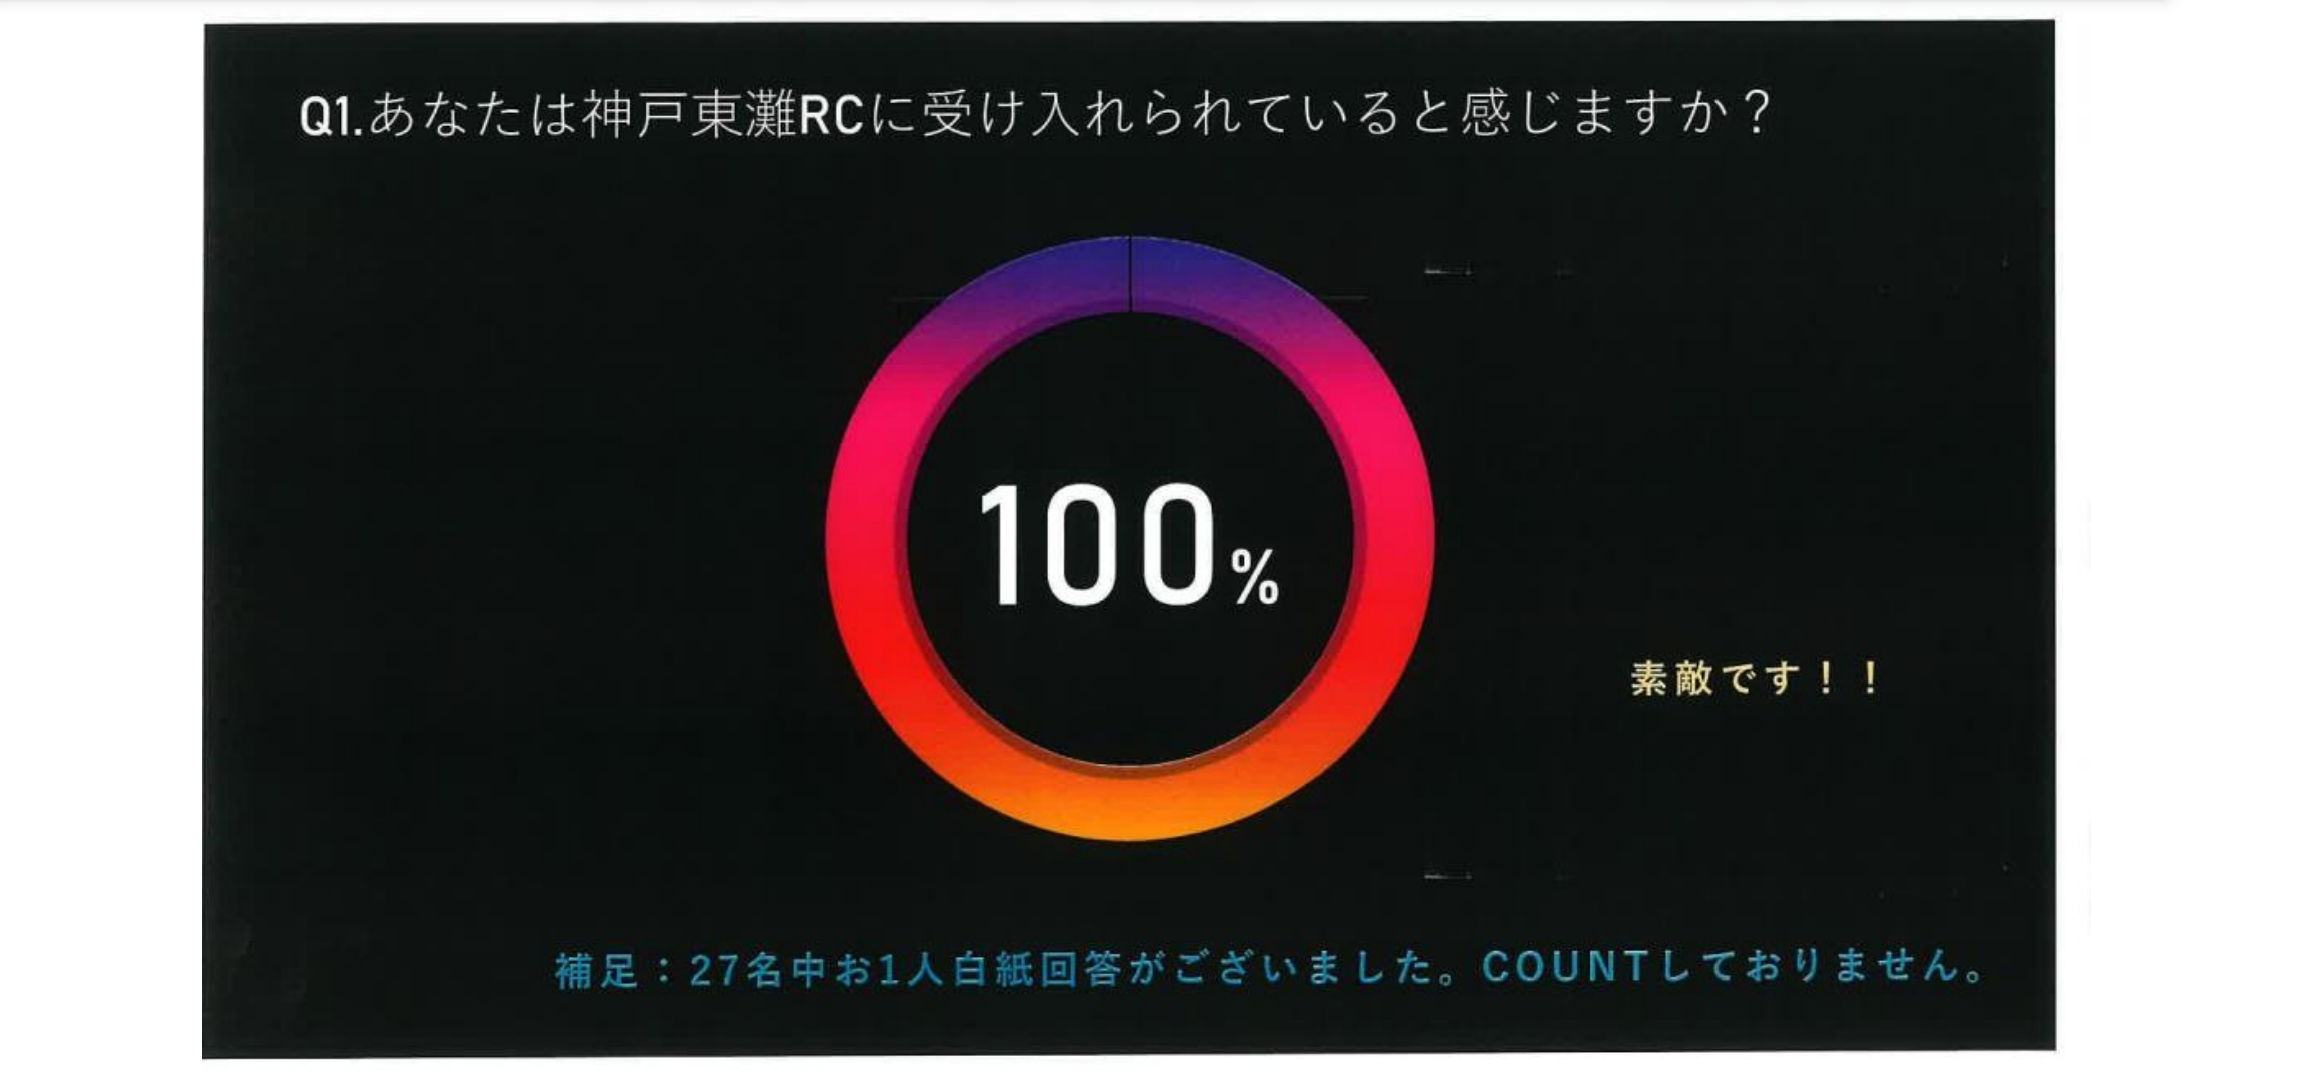 Q1.あなたは神戸東灘RCに受け入れられていると感じますか？
100%
素敵です！！
補足：27名中お1人白紙回答がございました。COUNTしておりません。